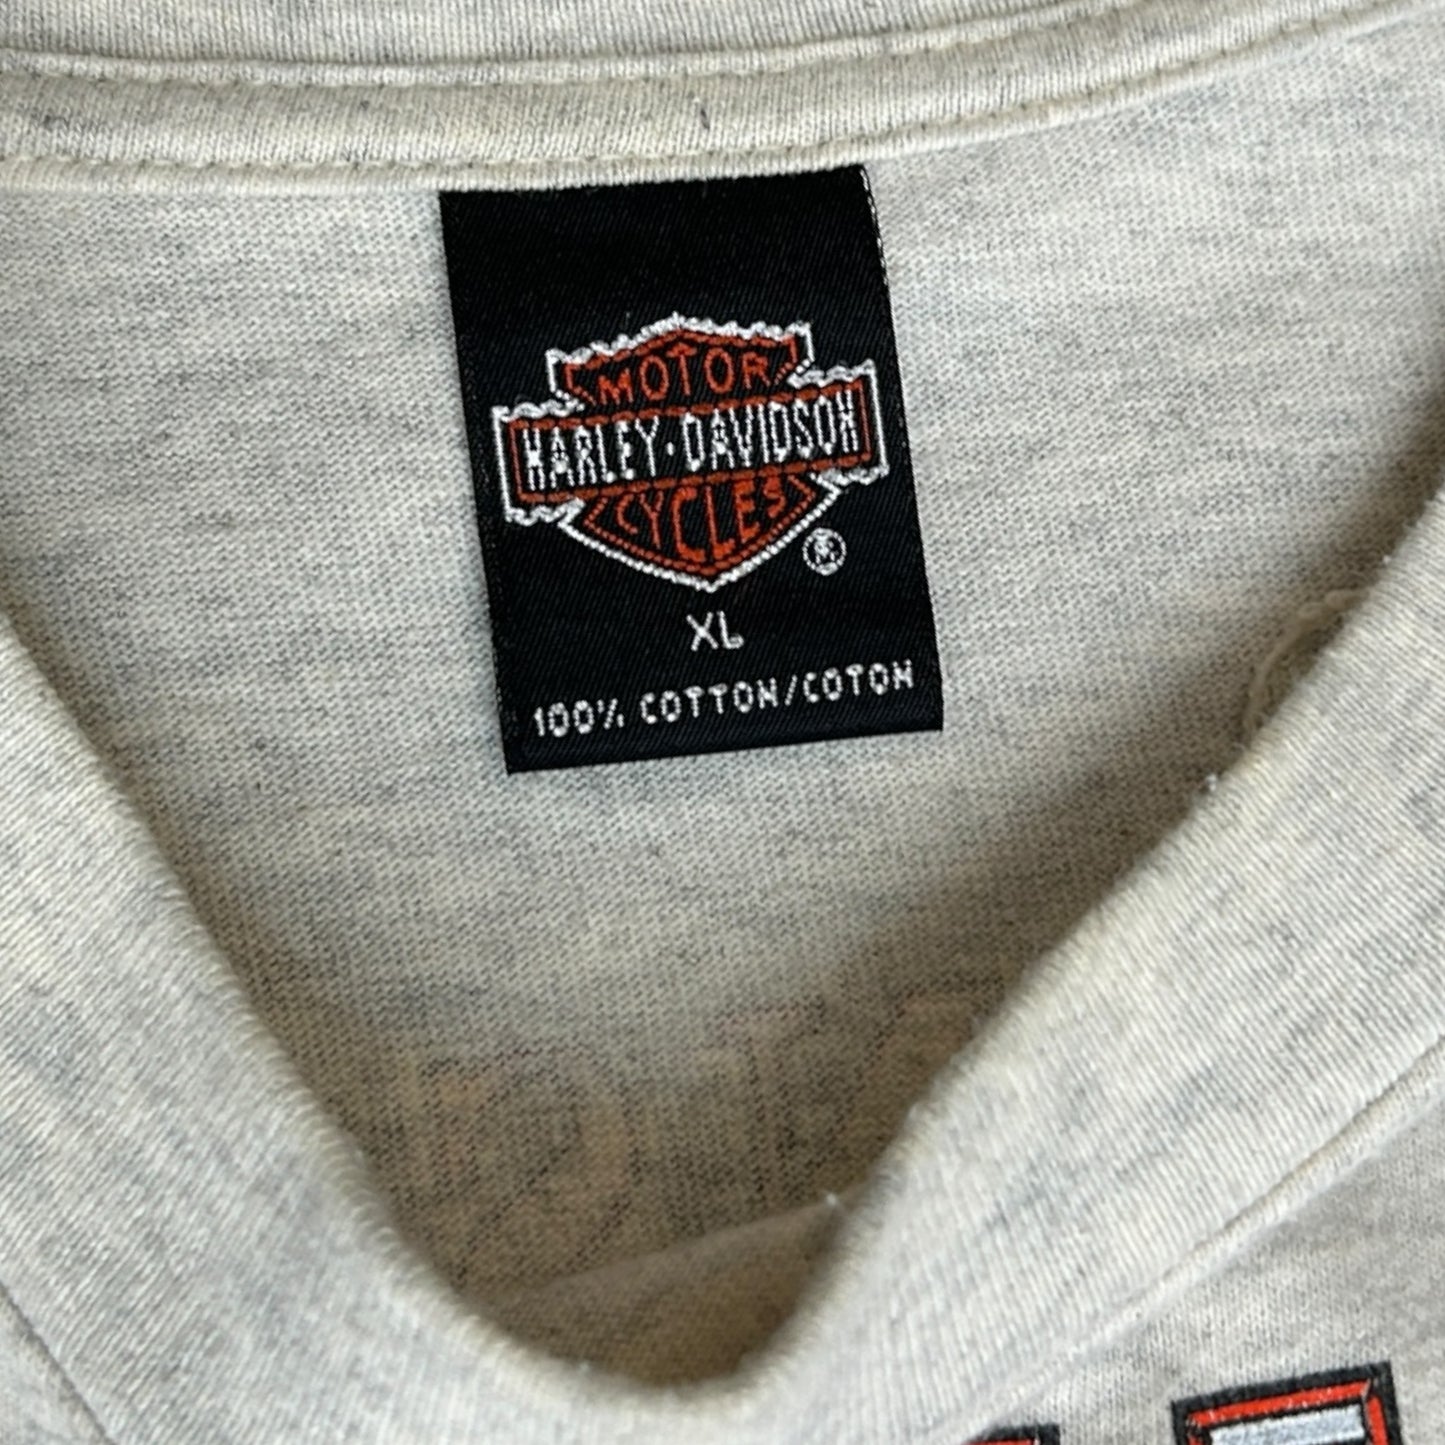 MOTOR
HARLEY-DAVIDSON
CYCLES
®
XL
100% COTTON/COTON